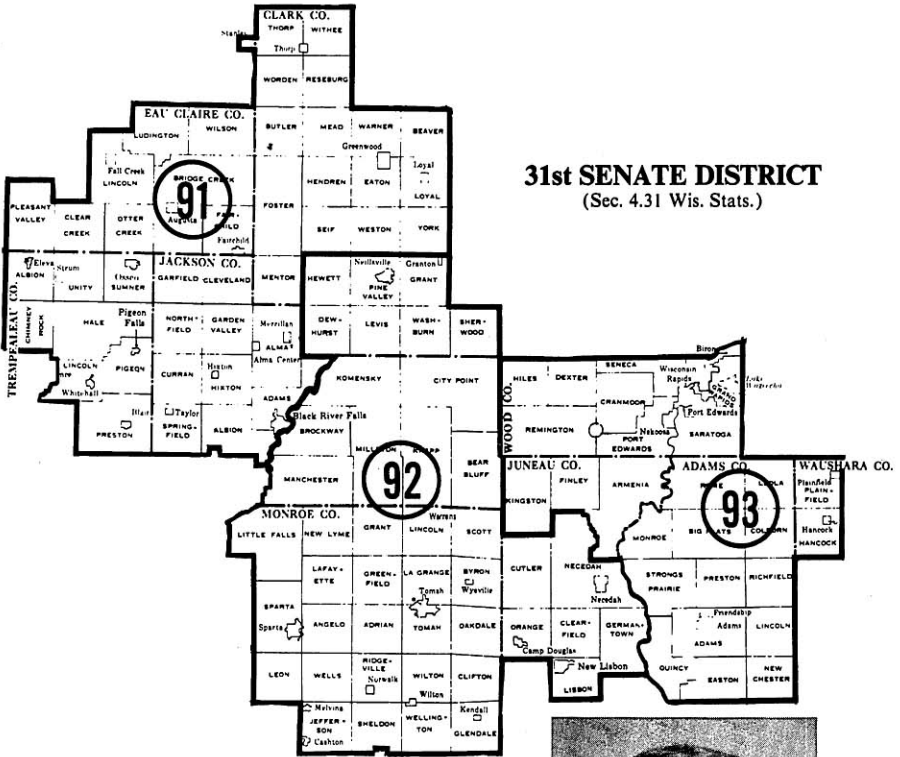 31st SENATE DISTRICT
(Sec. 4.31 Wis. Stats.)
CLARK CO.
THORP WITHEE
Stanley
Thorp
WORDEN RESEBURG
EAU CLAIRE CO.
LUDINGTON WILSON BUTLER MEAD WARNER BEAVER
Greenwood
Fall Creek
LINCOLN BRIDGE CREEK HENDREN EATON Loyal
91
PLEASANT VALLEY CLEAR CREEK OTTER CREEK Augusta FAIRCHILD FOSTER LOYAL
Fairchild SEIF WESTON YORK
TREMPEALEAU CO.
JACKSON CO.
Eleva Strum Osseo Neillsville Granton
ALBION UNITY SUMNER GARFIELD CLEVELAND MENTOR HEWETT PINE VALLEY GRANT
CHIMNEY ROCK HALE Pigeon Falls NORTH-FIELD GARDEN VALLEY Merrillan DEW-HURST LEVIS WASH-BURN SHER-WOOD
ALMA
Alma Center
LINCOLN PIGEON CURRAN Hixton HIXTON KOMENSKY CITY POINT
Whitehall
ADAMS
Blair Taylor Black River Falls
PRESTON SPRING-FIELD ALBION BROCKWAY MILLSTON KNAPP
92
BEAR BLUFF
MANCHESTER
WOOD CO.
Biron
HILES DEXTER SENECA Wisconsin Rapids GRAND RAPIDS
CRANMOOR Port Edwards
REMINGTON Nekoosa SARATOGA
PORT EDWARDS
JUNEAU CO. ADAMS CO. WAUSHARA CO.
KINGSTON FINLEY ARMENIA ROME LEOLA Plainfield PLAIN-FIELD
93
MONROE BIG FLATS COLBURN Hancock HANCOCK
MONROE CO.
Warrens
LITTLE FALLS NEW LYME GRANT LINCOLN SCOTT
LAFAY-ETTE GREEN-FIELD LA GRANGE BYRON CUTLER NECEDAH STRONGS PRAIRIE PRESTON RICHFIELD
Tomah Wyeville Necedah
SPARTA Friendship
Sparta ANGELO ADRIAN TOMAH OAKDALE ORANGE CLEAR-FIELD GERMAN-TOWN Adams ADAMS LINCOLN
Camp Douglas
New Lisbon
LEON WELLS RIDGE-VILLE WILTON CLIFTON LISBON QUINCY EASTON NEW CHESTER
Norwalk
Wilton
Melvina Kendall
JEFFER-SON SHELDON WELLING-TON GLENDALE
Cashton